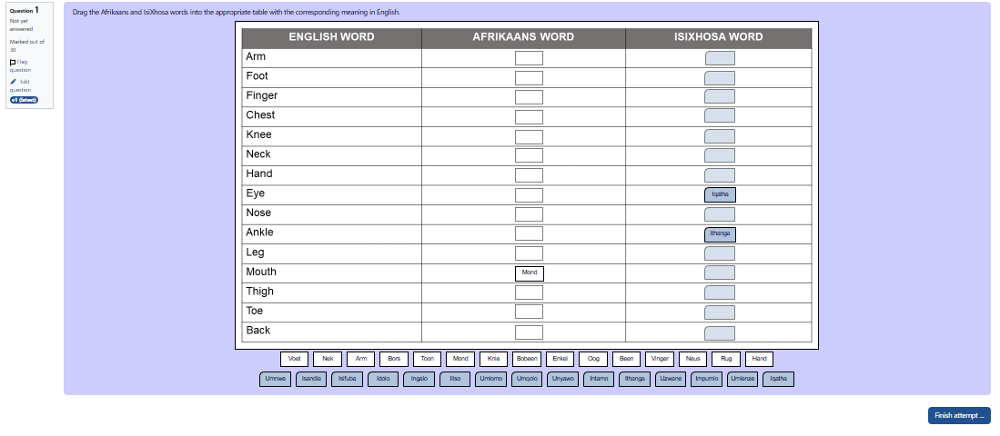 Question 1
Not yet
answered
Marked out of
30
Flag
question
Edit
question
v1 (latest)
Drag the Afrikaans and IsiXhosa words into the appropriate table with the corresponding meaning in English.
ENGLISH WORD AFRIKAANS WORD ISIXHOSA WORD
Arm
Foot
Finger
Chest
Knee
Neck
Hand
Eye Iqatha
Nose
Ankle Ithanga
Leg
Mouth Mond
Thigh
Toe
Back
Voet Nek Arm Bors Toon Mond Knie Bobeen Enkel Oog Been Vinger Neus Rug Hand
Umnwe Isandla Isifuba Idolo Ingalo Iliso Umlomo Umqolo Unyawo Intamo Ithanga Uzwane Impumlo Umlenze Iqatha
Finish attempt ...